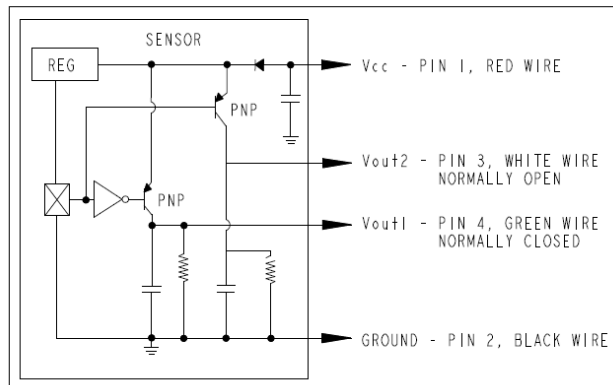 SENSOR
REG
Vcc - PIN 1, RED WIRE
PNP
Vout2 - PIN 3, WHITE WIRE
NORMALLY OPEN
PNP
Vout1 - PIN 4, GREEN WIRE
NORMALLY CLOSED
GROUND - PIN 2, BLACK WIRE